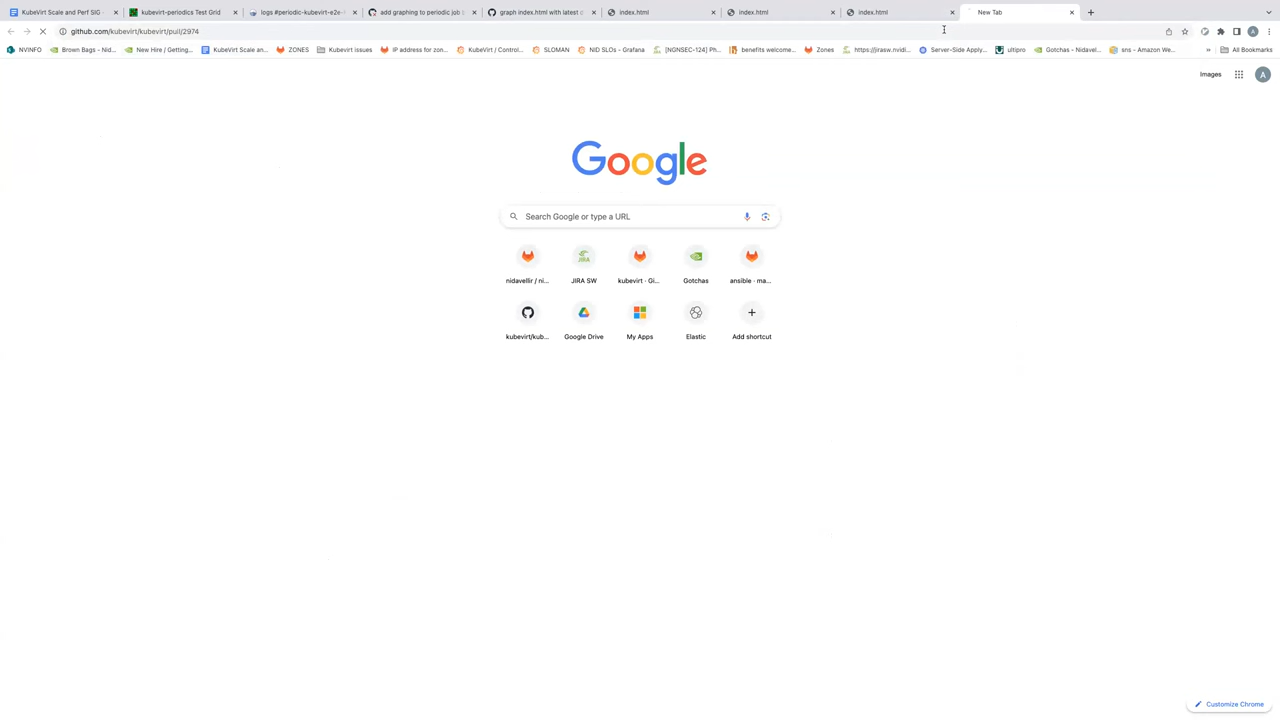 KubeVirt Scale and Perf SIG -
kubevirt-periodics Test Grid
logs #periodic-kubevirt-e2e-
add graphing to periodic job b
graph index.html with latest d
index.html
index.html
index.html
New Tab
github.com/kubevirt/kubevirt/pull/2974
A
NVINFO
Brown Bags - Nid...
New Hire / Getting...
KubeVirt Scale an...
ZONES
Kubevirt issues
IP address for zon...
KubeVirt / Control...
SLOMAN
NID SLOs - Grafana
[NGNSEC-124] Ph...
benefits welcome...
Zones
https://jirasw.nvidi...
Server-Side Apply...
ultipro
Gotchas - Nidavel...
sns - Amazon We...
»
All Bookmarks
Images
A
Google
Search Google or type a URL
nidavellir / ni...
JIRA SW
kubevirt · Gi...
Gotchas
ansible · ma...
kubevirt/kub...
Google Drive
My Apps
Elastic
Add shortcut
Customize Chrome